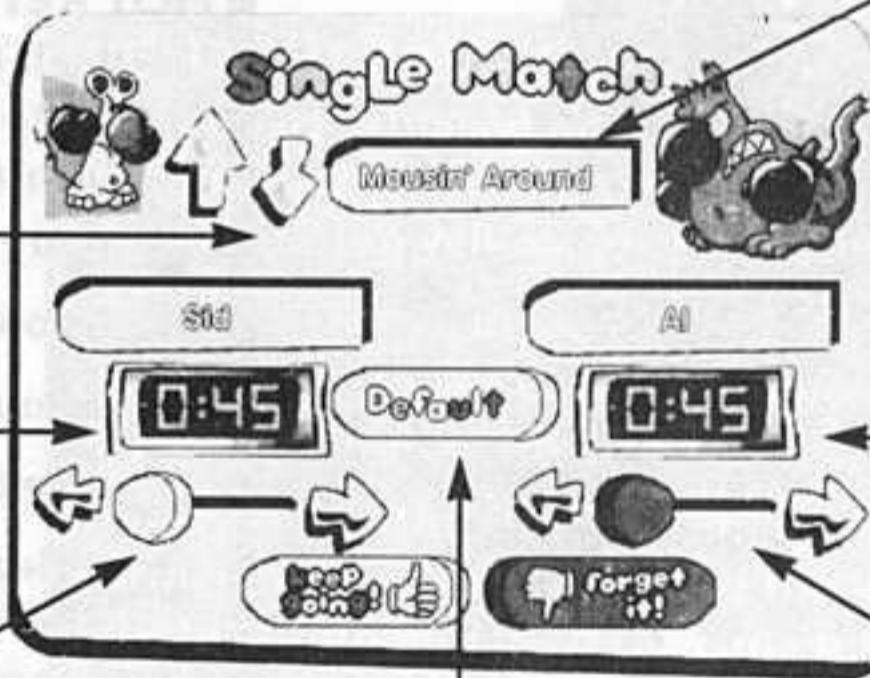 Single Match
Mousin' Around
Sid
Al
0:45
Default
0:45
keep
going!
forget
it!